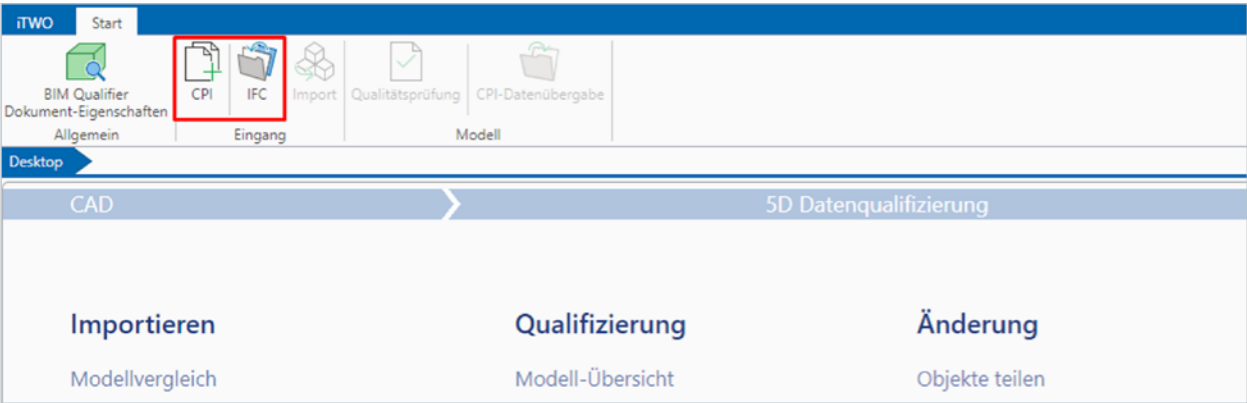 iTWO Start
BIM Qualifier
Dokument-Eigenschaften
CPI IFC Import Qualitätsprüfung CPI-Datenübergabe
Allgemein Eingang Modell
Desktop
CAD 5D Datenqualifizierung
Importieren Qualifizierung Änderung
Modellvergleich Modell-Übersicht Objekte teilen